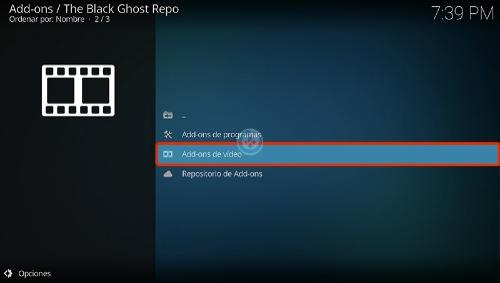 Add-ons / The Black Ghost Repo
Ordenar por: Nombre · 2 / 3
7:39 PM
..
Add-ons de programas
Add-ons de vídeo
Repositorio de Add-ons
Opciones